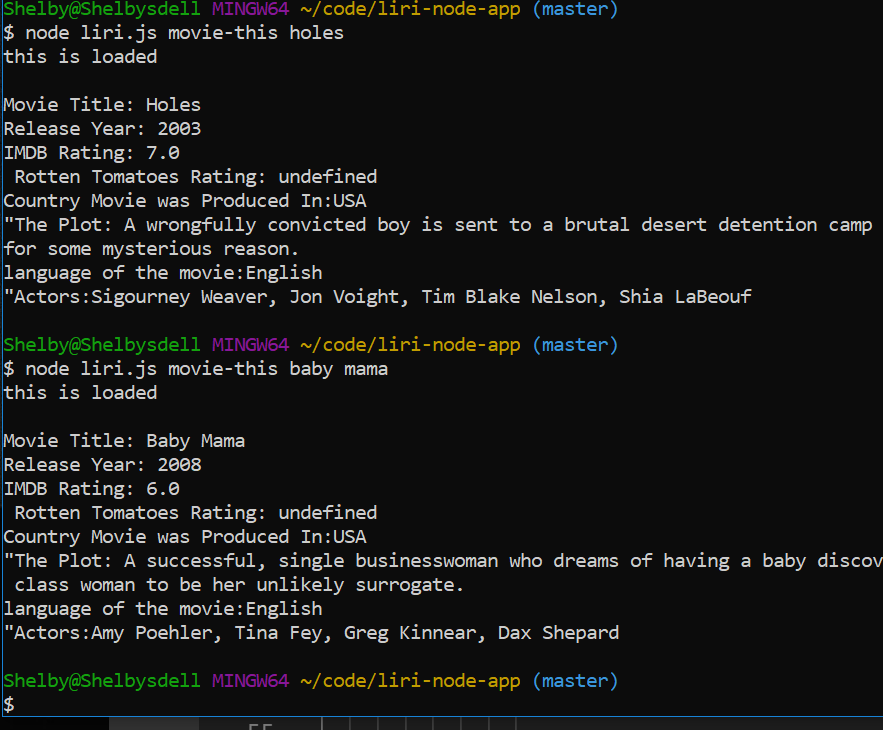 Shelby@Shelbysdell MINGW64 ~/code/liri-node-app (master)
$ node liri.js movie-this holes
this is loaded
Movie Title: Holes
Release Year: 2003
IMDB Rating: 7.0
Rotten Tomatoes Rating: undefined
Country Movie was Produced In:USA
"The Plot: A wrongfully convicted boy is sent to a brutal desert detention camp
for some mysterious reason.
language of the movie:English
"Actors:Sigourney Weaver, Jon Voight, Tim Blake Nelson, Shia LaBeouf
Shelby@Shelbysdell MINGW64 ~/code/liri-node-app (master)
$ node liri.js movie-this baby mama
this is loaded
Movie Title: Baby Mama
Release Year: 2008
IMDB Rating: 6.0
Rotten Tomatoes Rating: undefined
Country Movie was Produced In:USA
"The Plot: A successful, single businesswoman who dreams of having a baby discov
class woman to be her unlikely surrogate.
language of the movie:English
"Actors:Amy Poehler, Tina Fey, Greg Kinnear, Dax Shepard
Shelby@Shelbysdell MINGW64 ~/code/liri-node-app (master)
$